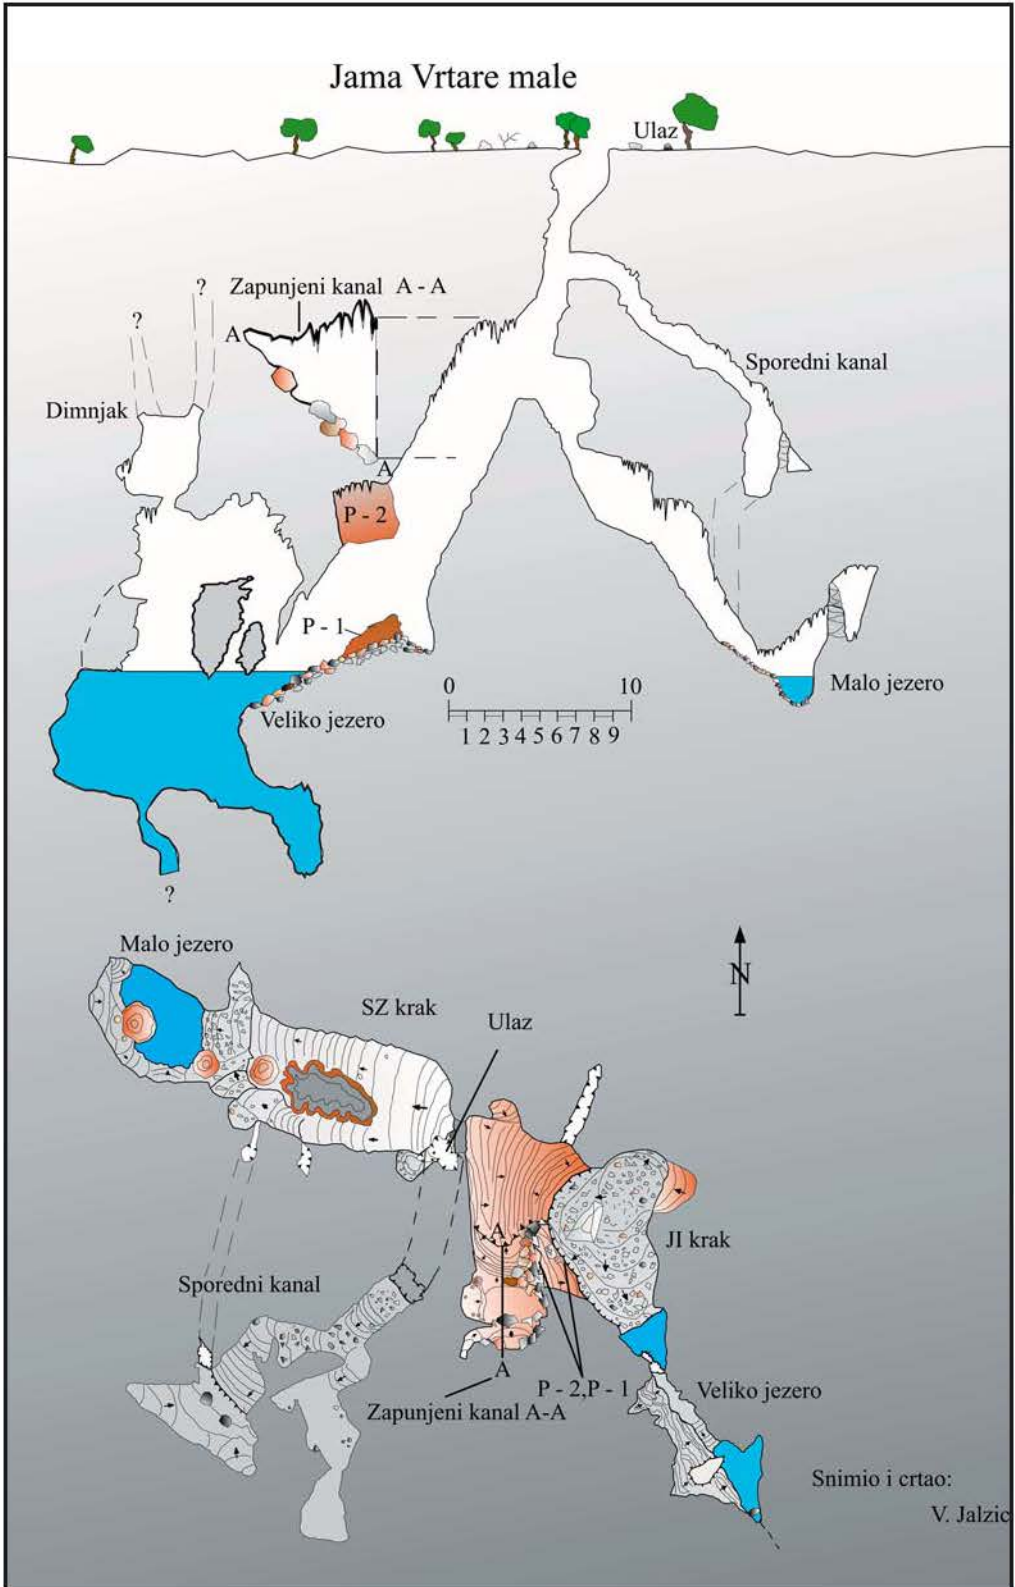 Jama Vrtare male
Ulaz
?
Zapunjeni kanal A - A
?
A
Sporedni kanal
Dimnjak
A
P - 2
P - 1
Malo jezero
0 10
Veliko jezero
1 2 3 4 5 6 7 8 9
?
Malo jezero
N
SZ krak
Ulaz
A
JI krak
Sporedni kanal
A
P - 2,P - 1
Veliko jezero
Zapunjeni kanal A-A
Snimio i crtao:
V. Jalzic